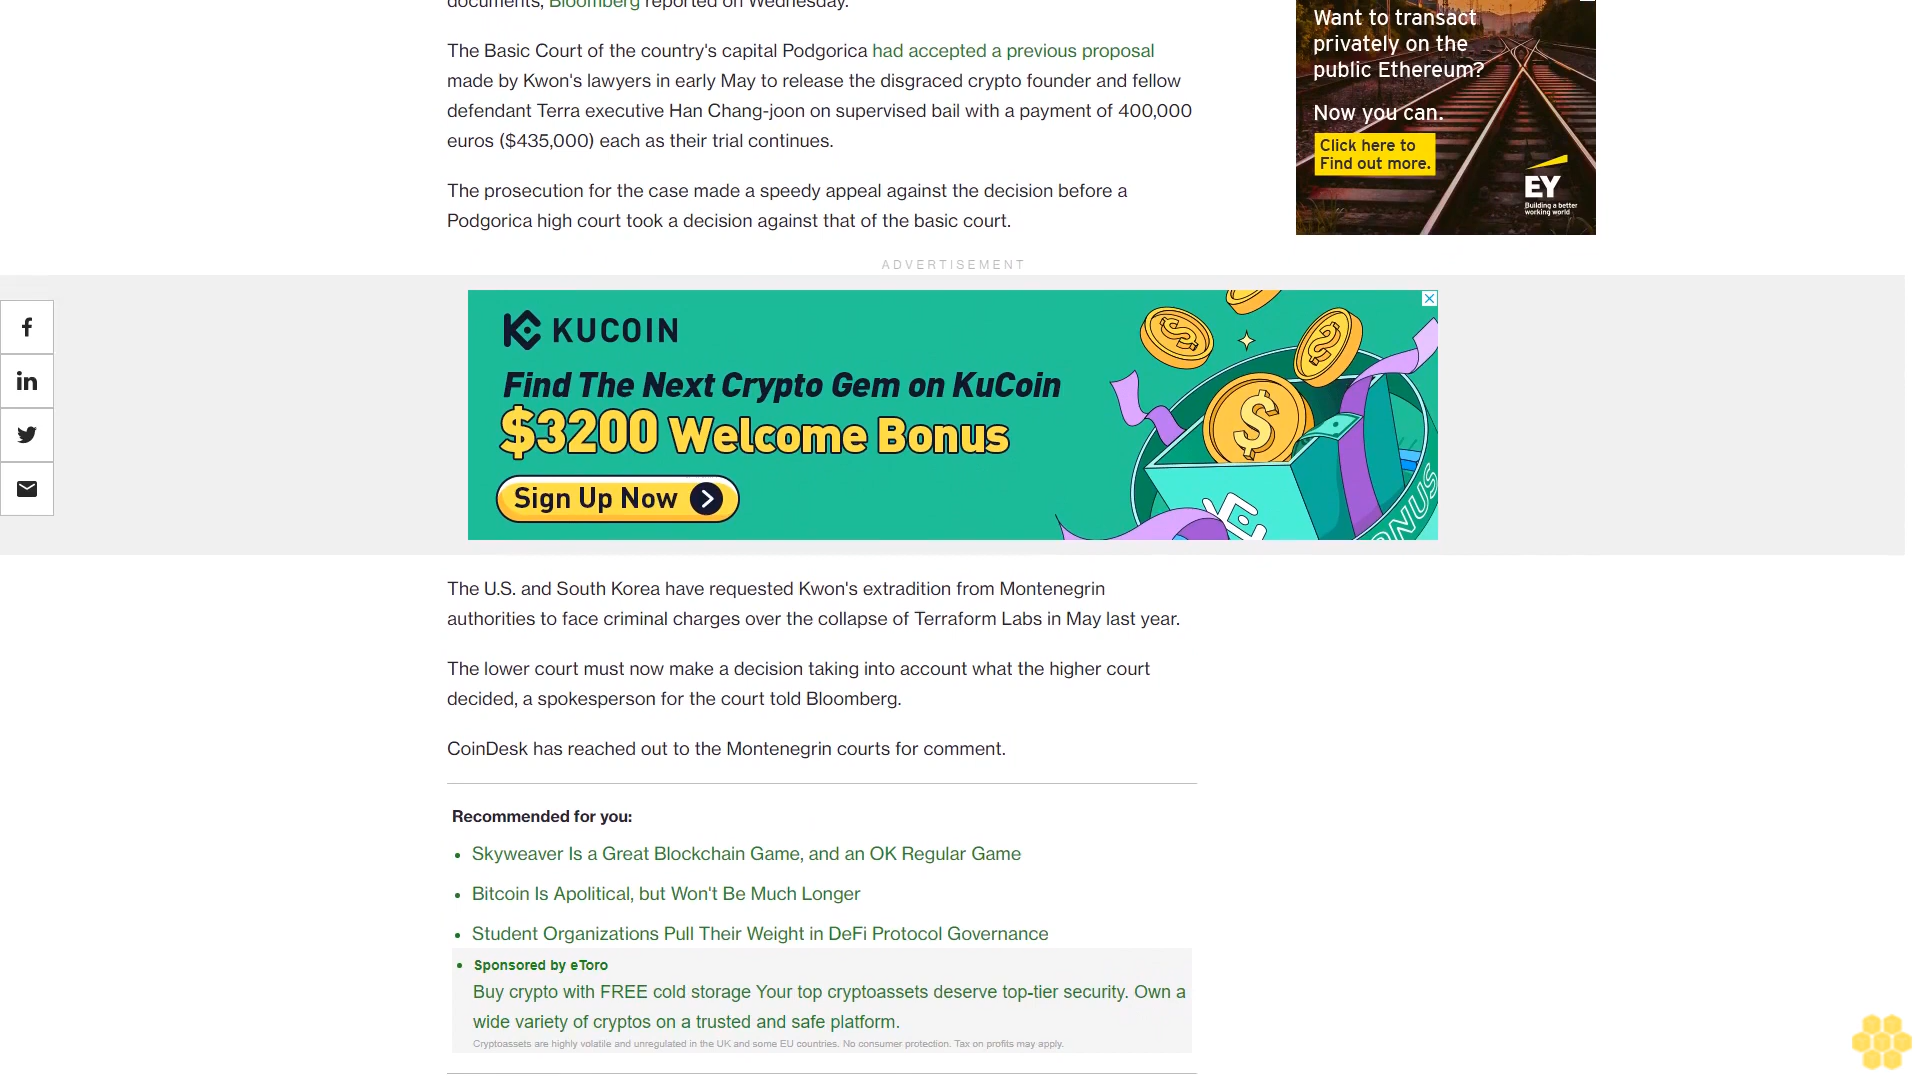 documents, Bloomberg reported on Wednesday.
The Basic Court of the country's capital Podgorica had accepted a previous proposal
made by Kwon's lawyers in early May to release the disgraced crypto founder and fellow
defendant Terra executive Han Chang-joon on supervised bail with a payment of 400,000
euros ($435,000) each as their trial continues.
The prosecution for the case made a speedy appeal against the decision before a
Podgorica high court took a decision against that of the basic court.
Want to transact
privately on the
public Ethereum?
Now you can.
Click here to
Find out more.
EY
Building a better
working world
ADVERTISEMENT
KUCOIN
Find The Next Crypto Gem on KuCoin
$3200 Welcome Bonus
Sign Up Now
BONUS
The U.S. and South Korea have requested Kwon's extradition from Montenegrin
authorities to face criminal charges over the collapse of Terraform Labs in May last year.
The lower court must now make a decision taking into account what the higher court
decided, a spokesperson for the court told Bloomberg.
CoinDesk has reached out to the Montenegrin courts for comment.
Recommended for you:
• Skyweaver Is a Great Blockchain Game, and an OK Regular Game
• Bitcoin Is Apolitical, but Won't Be Much Longer
• Student Organizations Pull Their Weight in DeFi Protocol Governance
• Sponsored by eToro
Buy crypto with FREE cold storage Your top cryptoassets deserve top-tier security. Own a
wide variety of cryptos on a trusted and safe platform.
Cryptoassets are highly volatile and unregulated in the UK and some EU countries. No consumer protection. Tax on profits may apply.